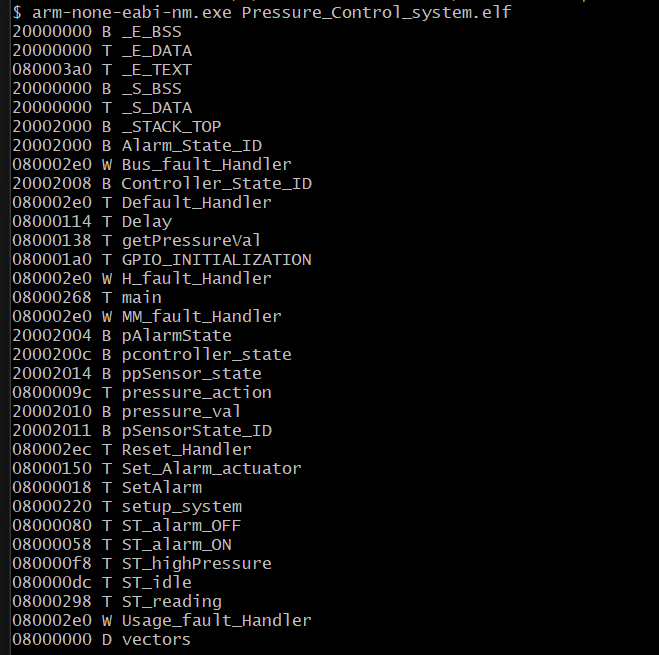 $ arm-none-eabi-nm.exe Pressure_Control_system.elf
20000000 B _E_BSS
20000000 T _E_DATA
080003a0 T _E_TEXT
20000000 B _S_BSS
20000000 T _S_DATA
20002000 B _STACK_TOP
20002000 B Alarm_State_ID
080002e0 W Bus_fault_Handler
20002008 B Controller_State_ID
080002e0 T Default_Handler
08000114 T Delay
08000138 T getPressureVal
080001a0 T GPIO_INITIALIZATION
080002e0 W H_fault_Handler
08000268 T main
080002e0 W MM_fault_Handler
20002004 B pAlarmState
2000200c B pcontroller_state
20002014 B ppSensor_state
0800009c T pressure_action
20002010 B pressure_val
20002011 B pSensorState_ID
080002ec T Reset_Handler
08000150 T Set_Alarm_actuator
08000018 T SetAlarm
08000220 T setup_system
08000080 T ST_alarm_OFF
08000058 T ST_alarm_ON
080000f8 T ST_highPressure
080000dc T ST_idle
08000298 T ST_reading
080002e0 W Usage_fault_Handler
08000000 D vectors